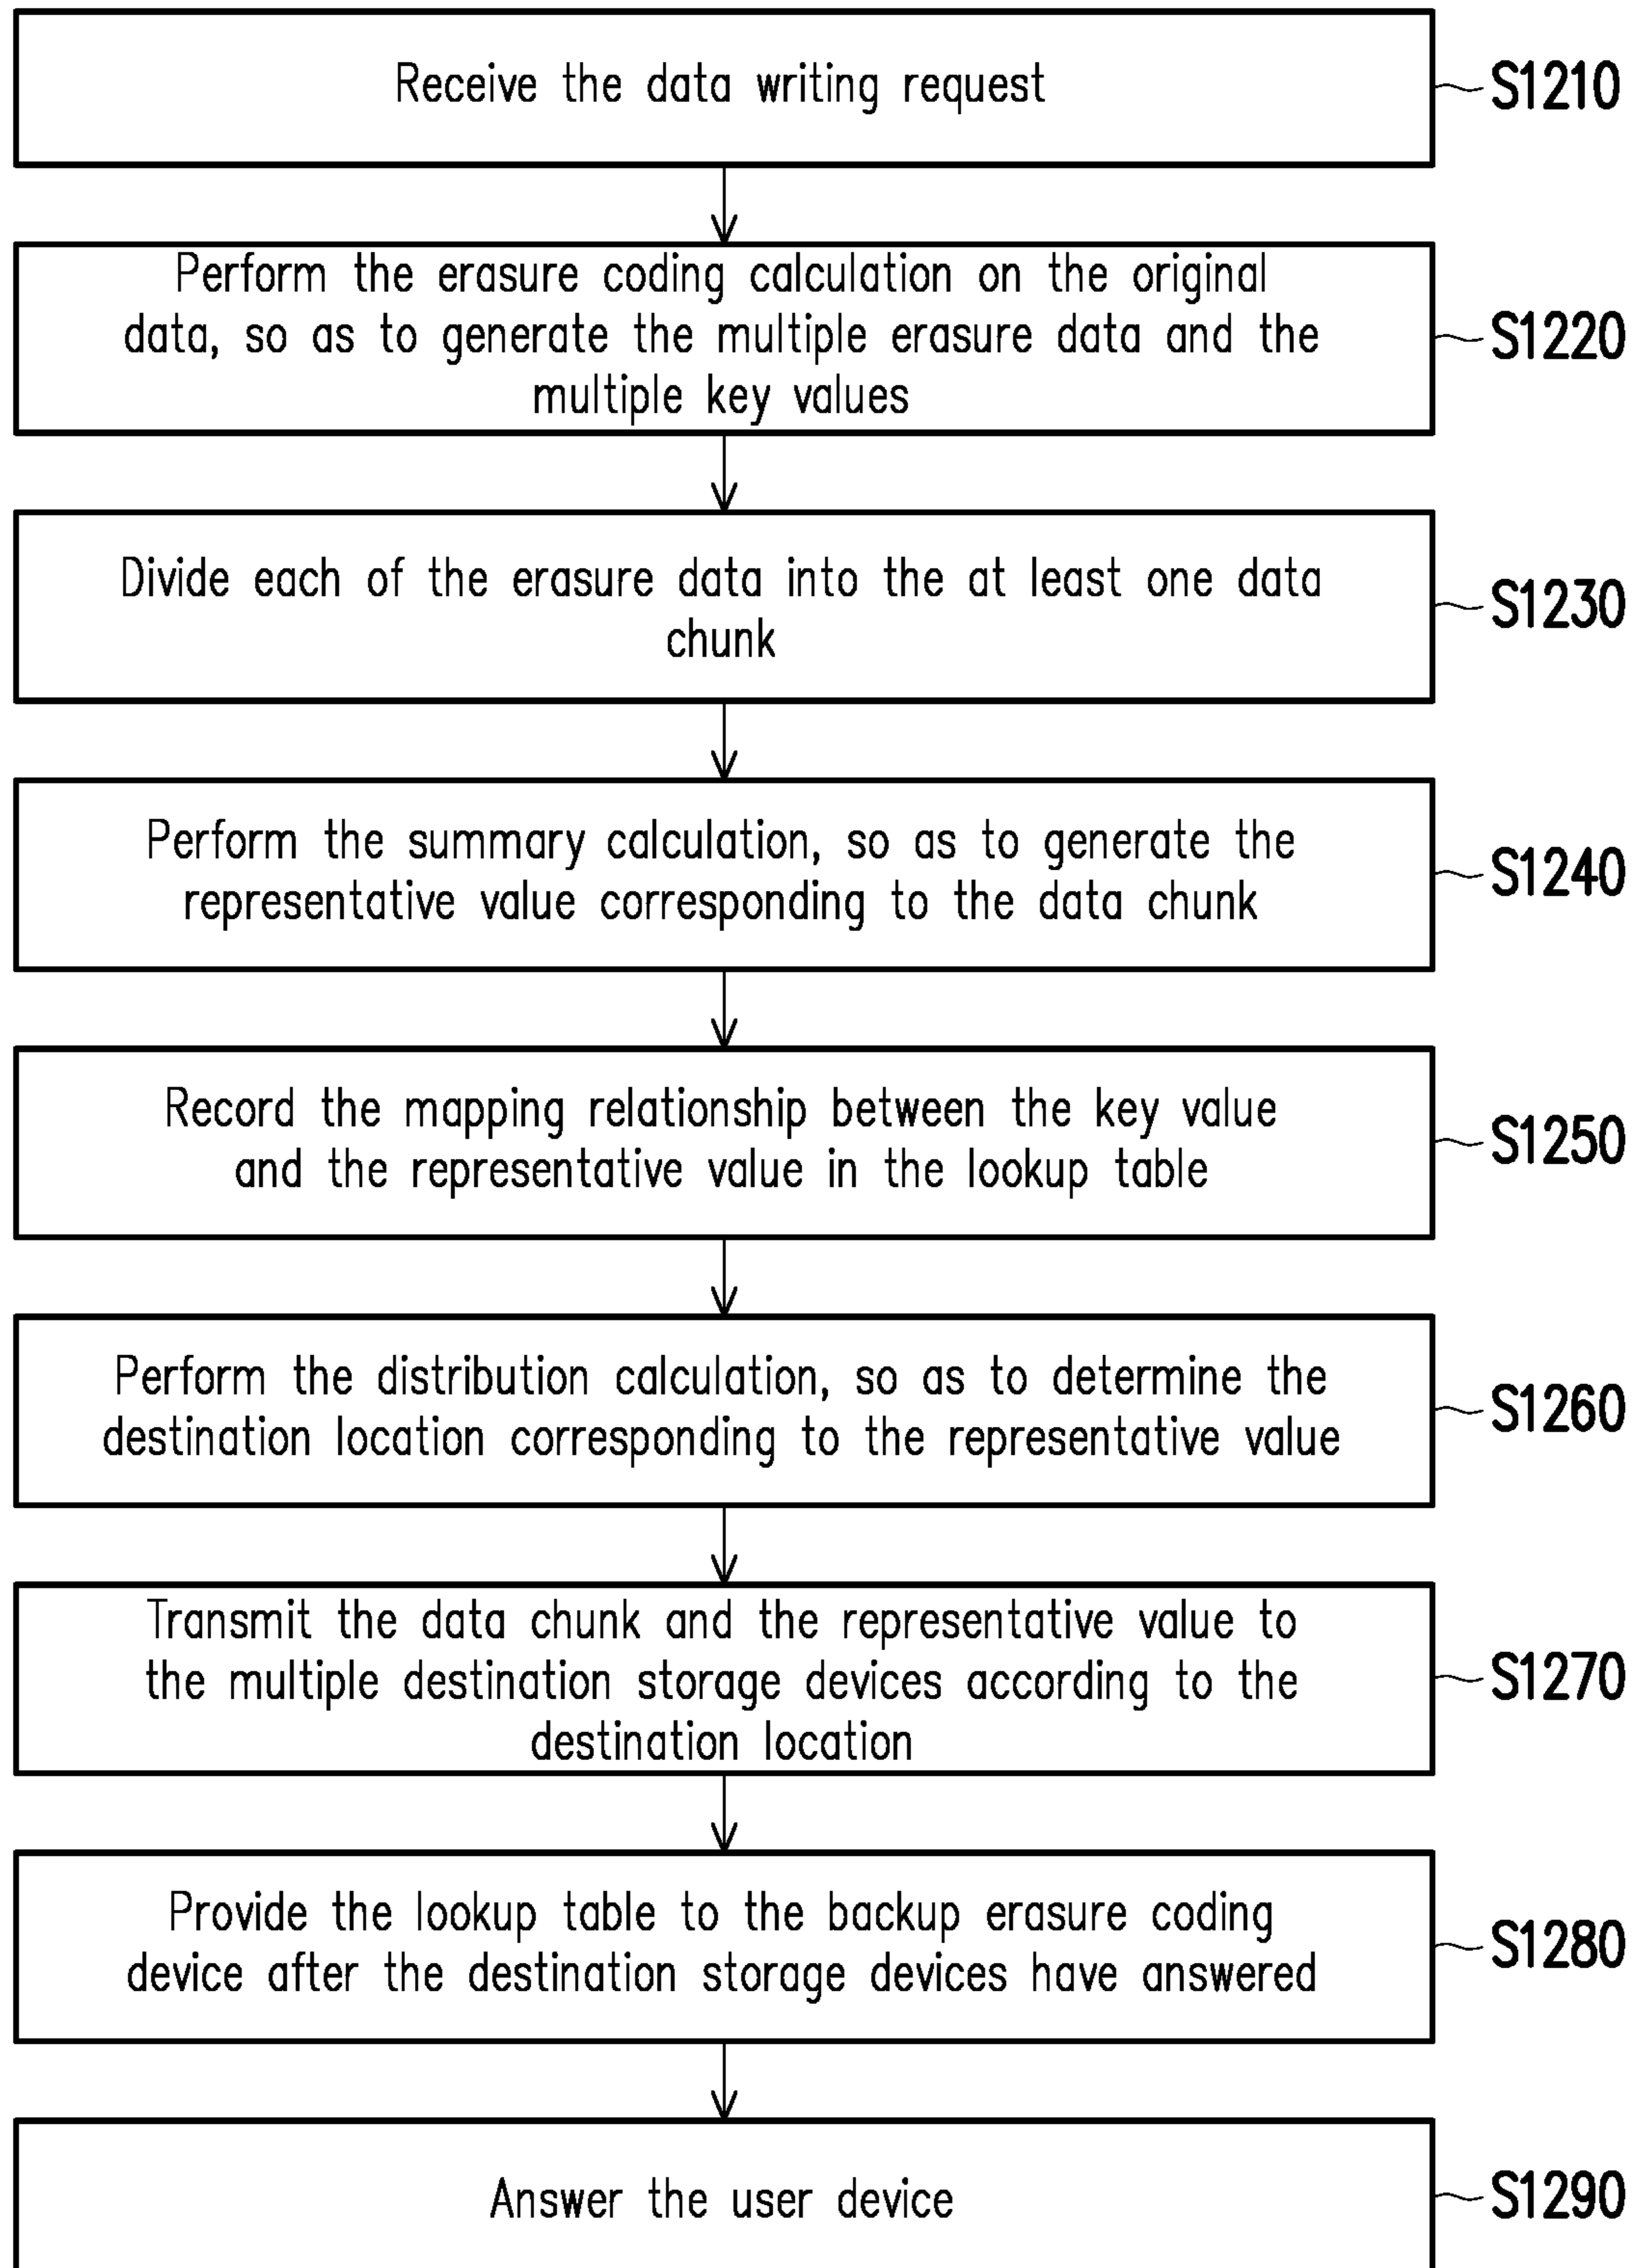 Receive the data writing request
S1210
Perform the erasure coding calculation on the original
data, so as to generate the multiple erasure data and the
multiple key values
S1220
Divide each of the erasure data into the at least one data
chunk
S1230
Perform the summary calculation, so as to generate the
representative value corresponding to the data chunk
S1240
Record the mapping relationship between the key value
and the representative value in the lookup table
S1250
Perform the distribution calculation, so as to determine the
destination location corresponding to the representative value
S1260
Transmit the data chunk and the representative value to
the multiple destination storage devices according to the
destination location
S1270
Provide the lookup table to the backup erasure coding
device after the destination storage devices have answered
S1280
Answer the user device
S1290